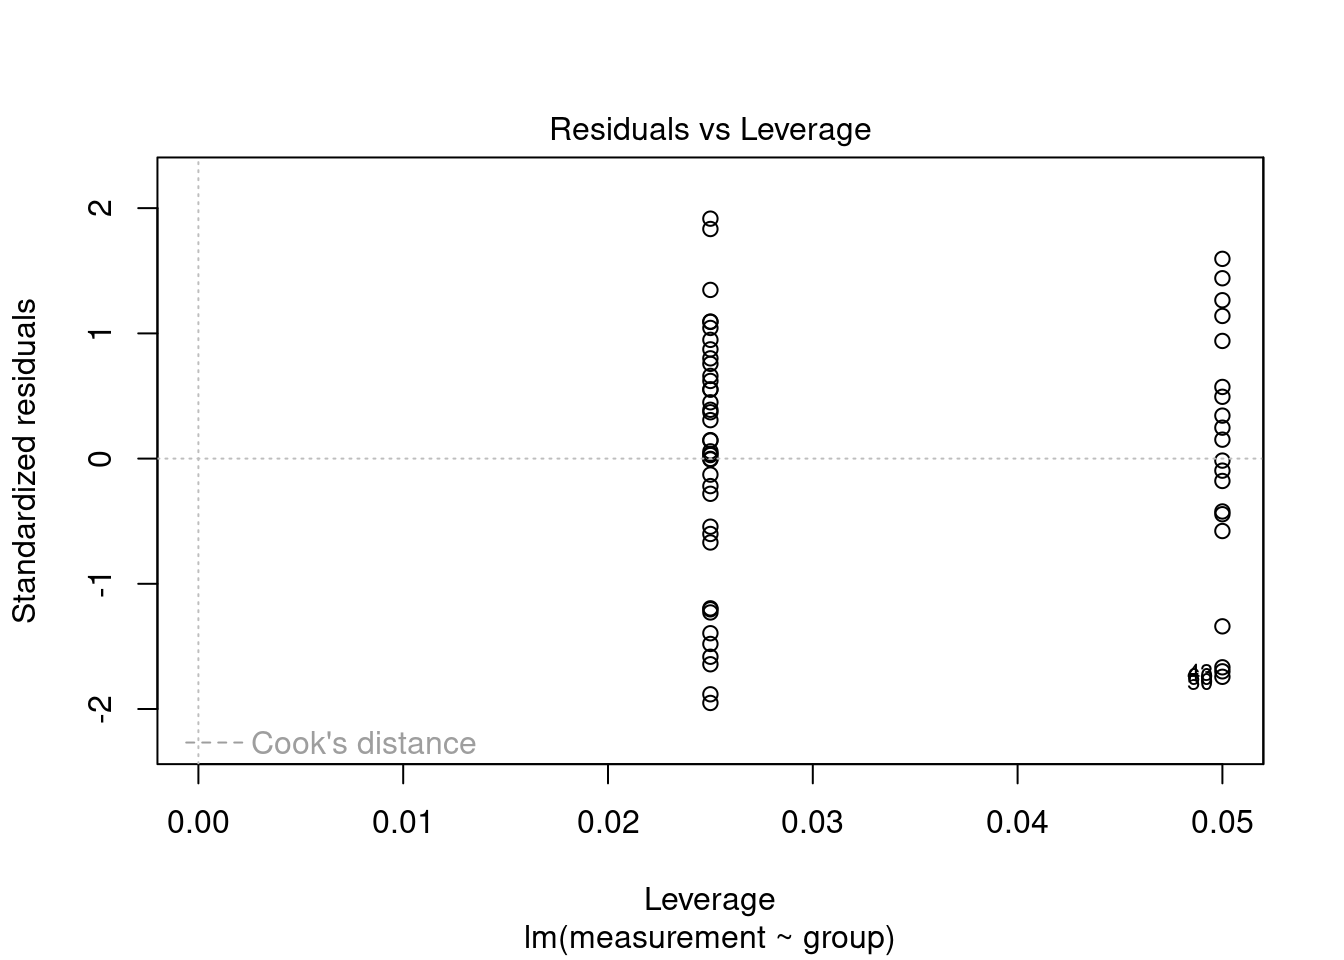 Residuals vs Leverage
Standardized residuals
2
1
0
-1
-2
Cook's distance
0.00 0.01 0.02 0.03 0.04 0.05
Leverage
lm(measurement ~ group)